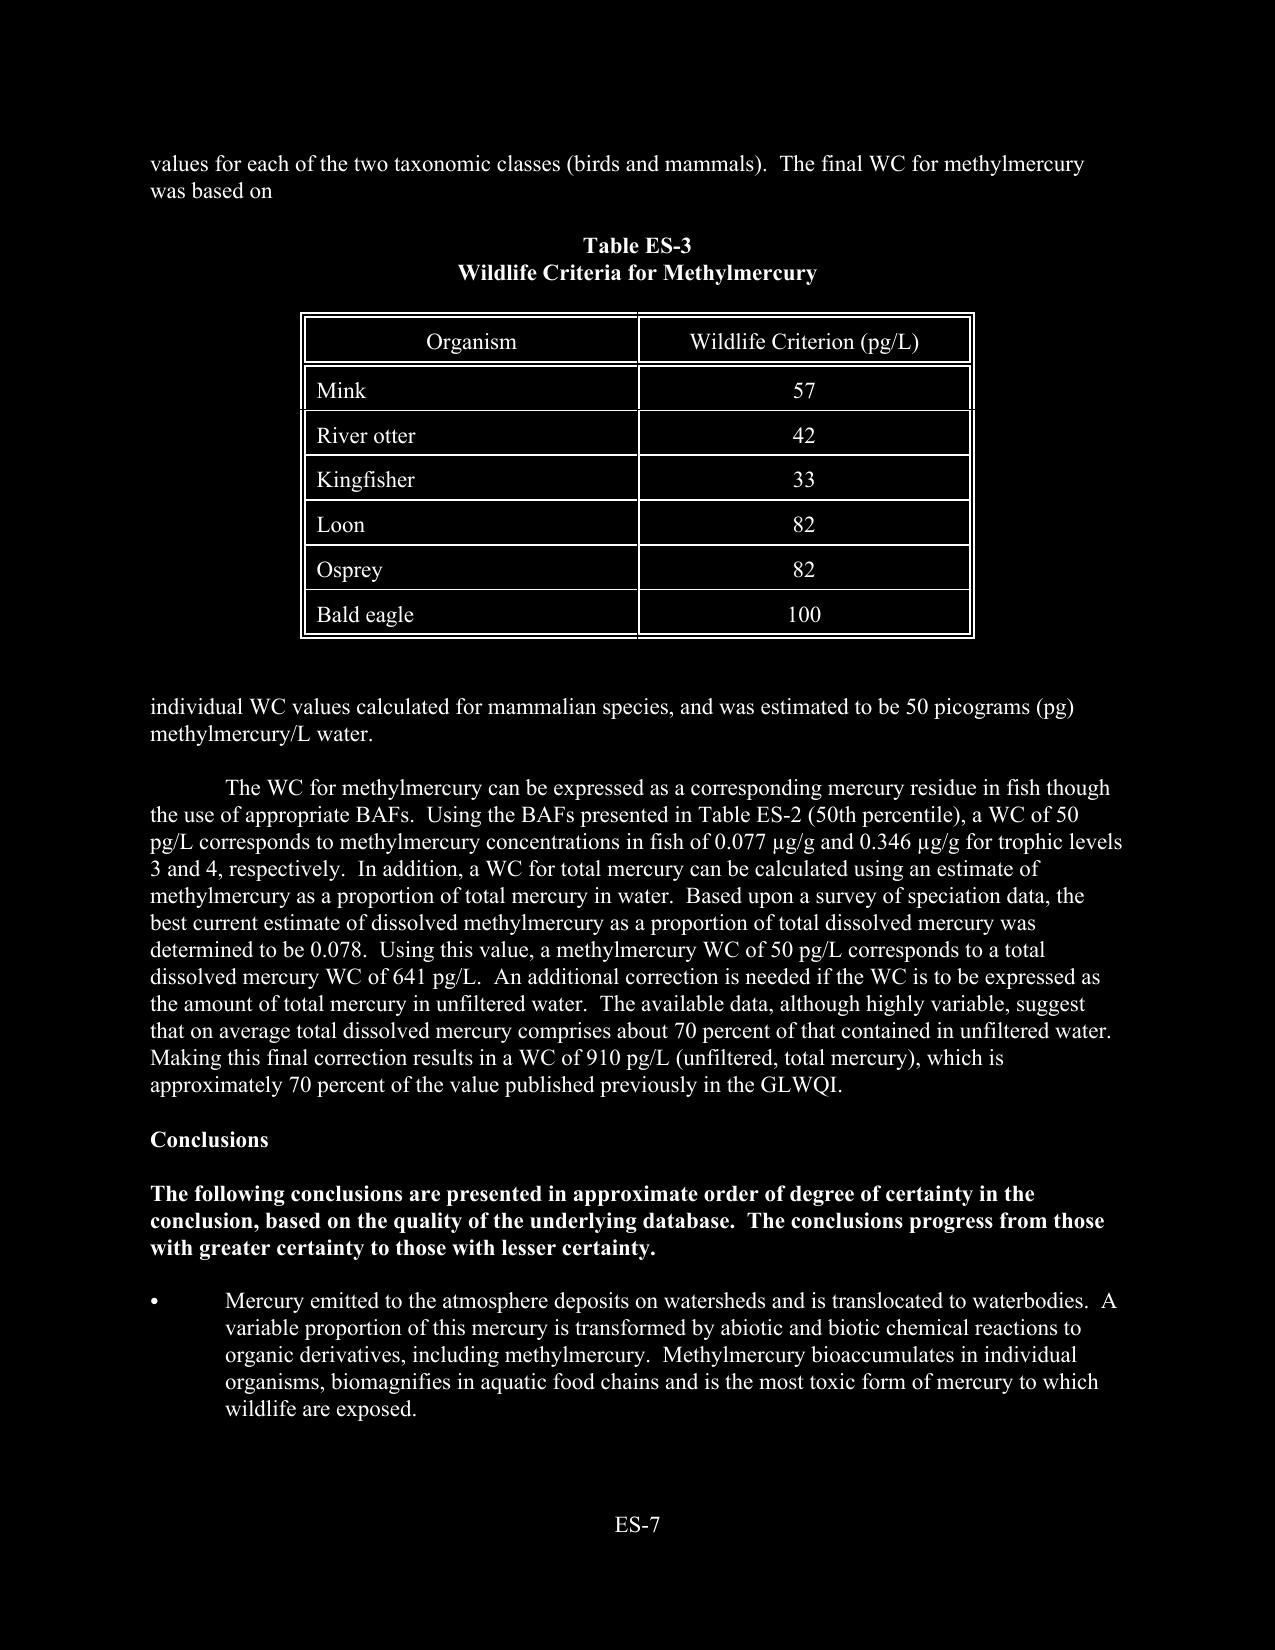 values for each of the two taxonomic classes (birds and mammals).  The final WC for methylmercury
was based on
Table ES-3
Wildlife Criteria for Methylmercury
Organism
Wildlife Criterion (pg/L)
Mink
57
River otter
42
Kingfisher
33
Loon
82
Osprey
82
Bald eagle
100
individual WC values calculated for mammalian species, and was estimated to be 50 picograms (pg)
methylmercury/L water.
The WC for methylmercury can be expressed as a corresponding mercury residue in fish though
the use of appropriate BAFs.  Using the BAFs presented in Table ES-2 (50th percentile), a WC of 50
pg/L corresponds to methylmercury concentrations in fish of 0.077 µg/g and 0.346 µg/g for trophic levels
3 and 4, respectively.  In addition, a WC for total mercury can be calculated using an estimate of
methylmercury as a proportion of total mercury in water.  Based upon a survey of speciation data, the
best current estimate of dissolved methylmercury as a proportion of total dissolved mercury was
determined to be 0.078.  Using this value, a methylmercury WC of 50 pg/L corresponds to a total
dissolved mercury WC of 641 pg/L.  An additional correction is needed if the WC is to be expressed as
the amount of total mercury in unfiltered water.  The available data, although highly variable, suggest
that on average total dissolved mercury comprises about 70 percent of that contained in unfiltered water.
Making this final correction results in a WC of 910 pg/L (unfiltered, total mercury), which is
approximately 70 percent of the value published previously in the GLWQI.
Conclusions
The following conclusions are presented in approximate order of degree of certainty in the
conclusion, based on the quality of the underlying database.  The conclusions progress from those
with greater certainty to those with lesser certainty.
• Mercury emitted to the atmosphere deposits on watersheds and is translocated to waterbodies.  A
variable proportion of this mercury is transformed by abiotic and biotic chemical reactions to
organic derivatives, including methylmercury.  Methylmercury bioaccumulates in individual
organisms, biomagnifies in aquatic food chains and is the most toxic form of mercury to which
wildlife are exposed.
ES-7